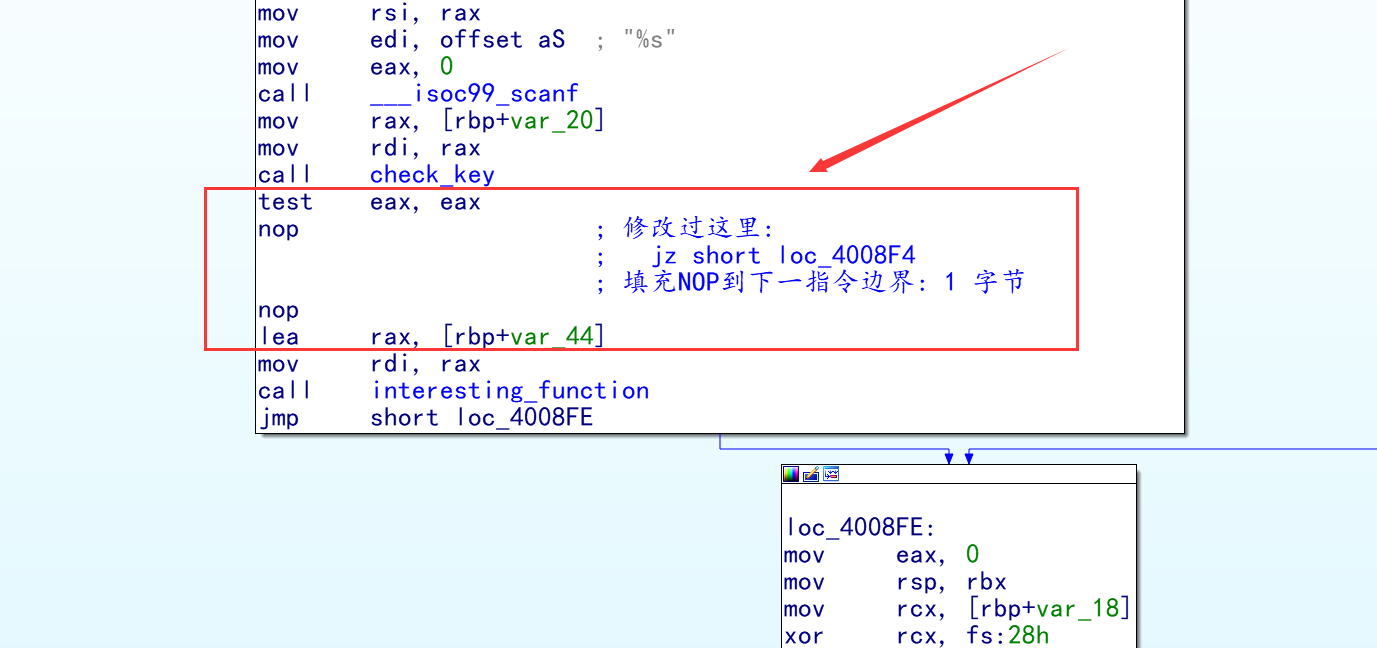 mov rsi, rax
mov edi, offset aS ; "%s"
mov eax, 0
call ___isoc99_scanf
mov rax, [rbp+var_20]
mov rdi, rax
call check_key
test eax, eax
nop ; 修改过这里:
; jz short loc_4008F4
; 填充NOP到下一指令边界: 1 字节
nop
lea rax, [rbp+var_44]
mov rdi, rax
call interesting_function
jmp short loc_4008FE
loc_4008FE:
mov eax, 0
mov rsp, rbx
mov rcx, [rbp+var_18]
xor rcx, fs:28h